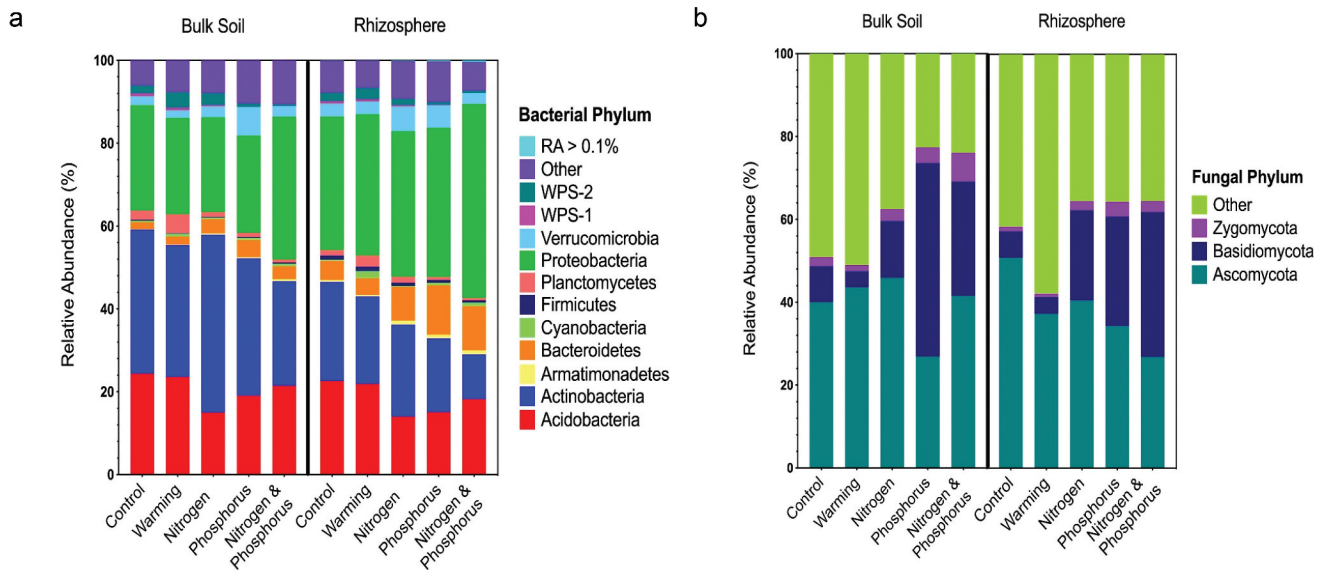 a
Bulk Soil
Rhizosphere
Relative Abundance (%)
100
80
60
40
20
0
Control
Warming
Nitrogen
Phosphorus
Nitrogen &
Phosphorus
Control
Warming
Nitrogen
Phosphorus
Nitrogen &
Phosphorus
Bacterial Phylum
RA > 0.1%
Other
WPS-2
WPS-1
Verrucomicrobia
Proteobacteria
Planctomycetes
Firmicutes
Cyanobacteria
Bacteroidetes
Armatimonadetes
Actinobacteria
Acidobacteria
b
Bulk Soil
Rhizosphere
Relative Abundance (%)
100
80
60
40
20
0
Control
Warming
Nitrogen
Phosphorus
Nitrogen &
Phosphorus
Control
Warming
Nitrogen
Phosphorus
Nitrogen &
Phosphorus
Fungal Phylum
Other
Zygomycota
Basidiomycota
Ascomycota